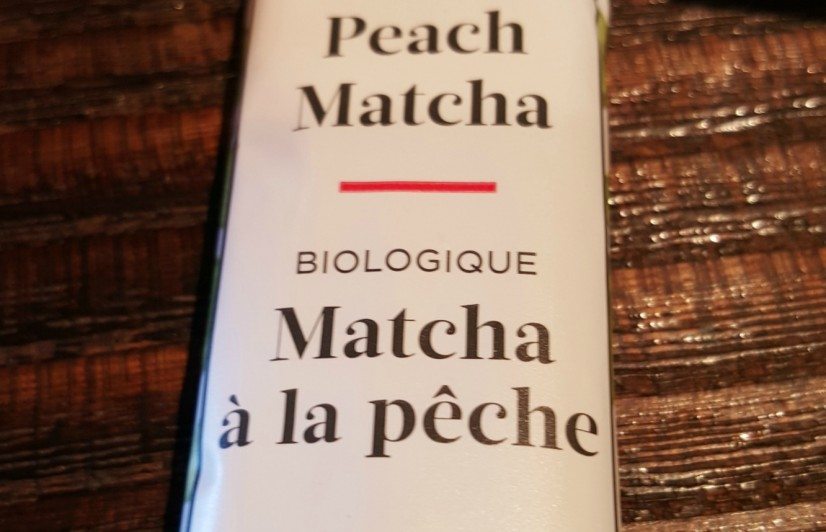 Peach
Matcha
BIOLOGIQUE
Matcha
à la pêche